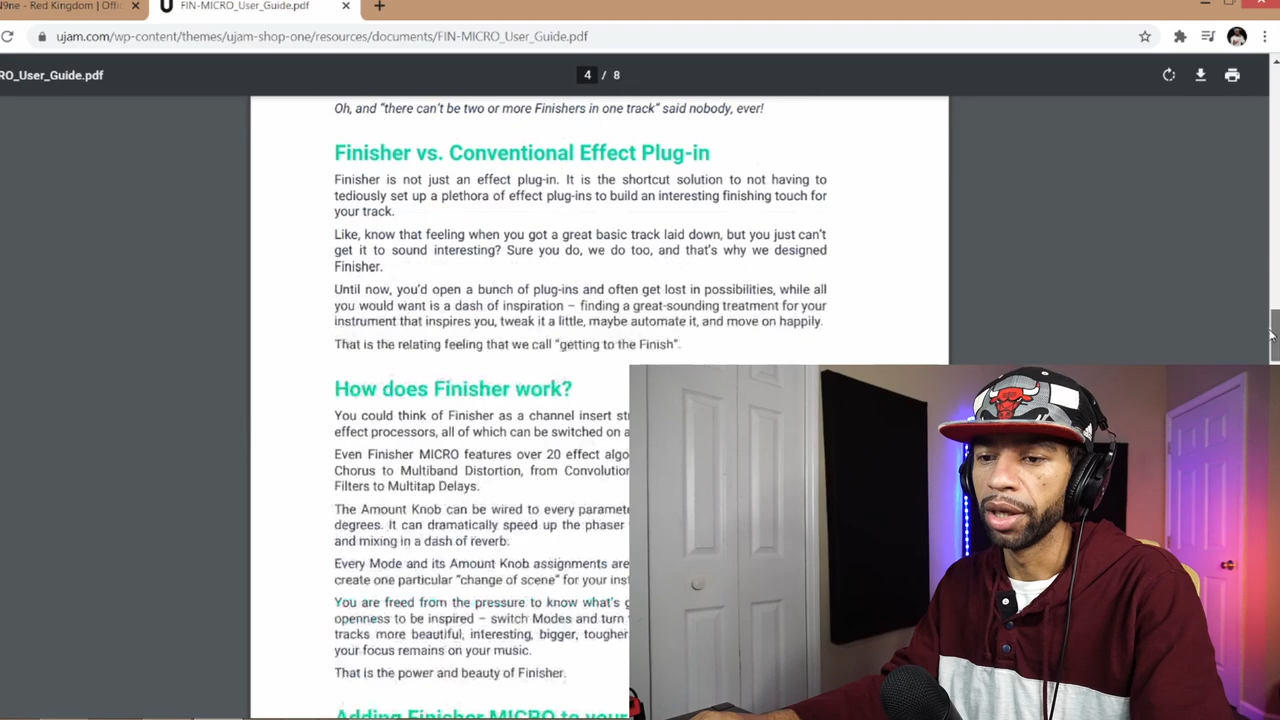 N9ne - Red Kingdom | Offi
FIN-MICRO_User_Guide.pdf
ujam.com/wp-content/themes/ujam-shop-one/resources/documents/FIN-MICRO_User_Guide.pdf
RO_User_Guide.pdf
4 / 8
Oh, and “there can’t be two or more Finishers in one track” said nobody, ever!
Finisher vs. Conventional Effect Plug-in
Finisher is not just an effect plug-in. It is the shortcut solution to not having to
tediously set up a plethora of effect plug-ins to build an interesting finishing touch for
your track.
Like, know that feeling when you got a great basic track laid down, but you just can’t
get it to sound interesting? Sure you do, we do too, and that’s why we designed
Finisher.
Until now, you’d open a bunch of plug-ins and often get lost in possibilities, while all
you would want is a dash of inspiration – finding a great-sounding treatment for your
instrument that inspires you, tweak it a little, maybe automate it, and move on happily.
That is the relating feeling that we call “getting to the Finish”.
How does Finisher work?
You could think of Finisher as a channel insert st
effect processors, all of which can be switched on a
Even Finisher MICRO features over 20 effect algo
Chorus to Multiband Distortion, from Convolution
Filters to Multitap Delays.
The Amount Knob can be wired to every paramete
degrees. It can dramatically speed up the phaser
and mixing in a dash of reverb.
Every Mode and its Amount Knob assignments are
create one particular “change of scene” for your ins
You are freed from the pressure to know what’s g
openness to be inspired – switch Modes and turn
tracks more beautiful, interesting, bigger, tougher
your focus remains on your music.
That is the power and beauty of Finisher.
Adding Finisher MICRO to your